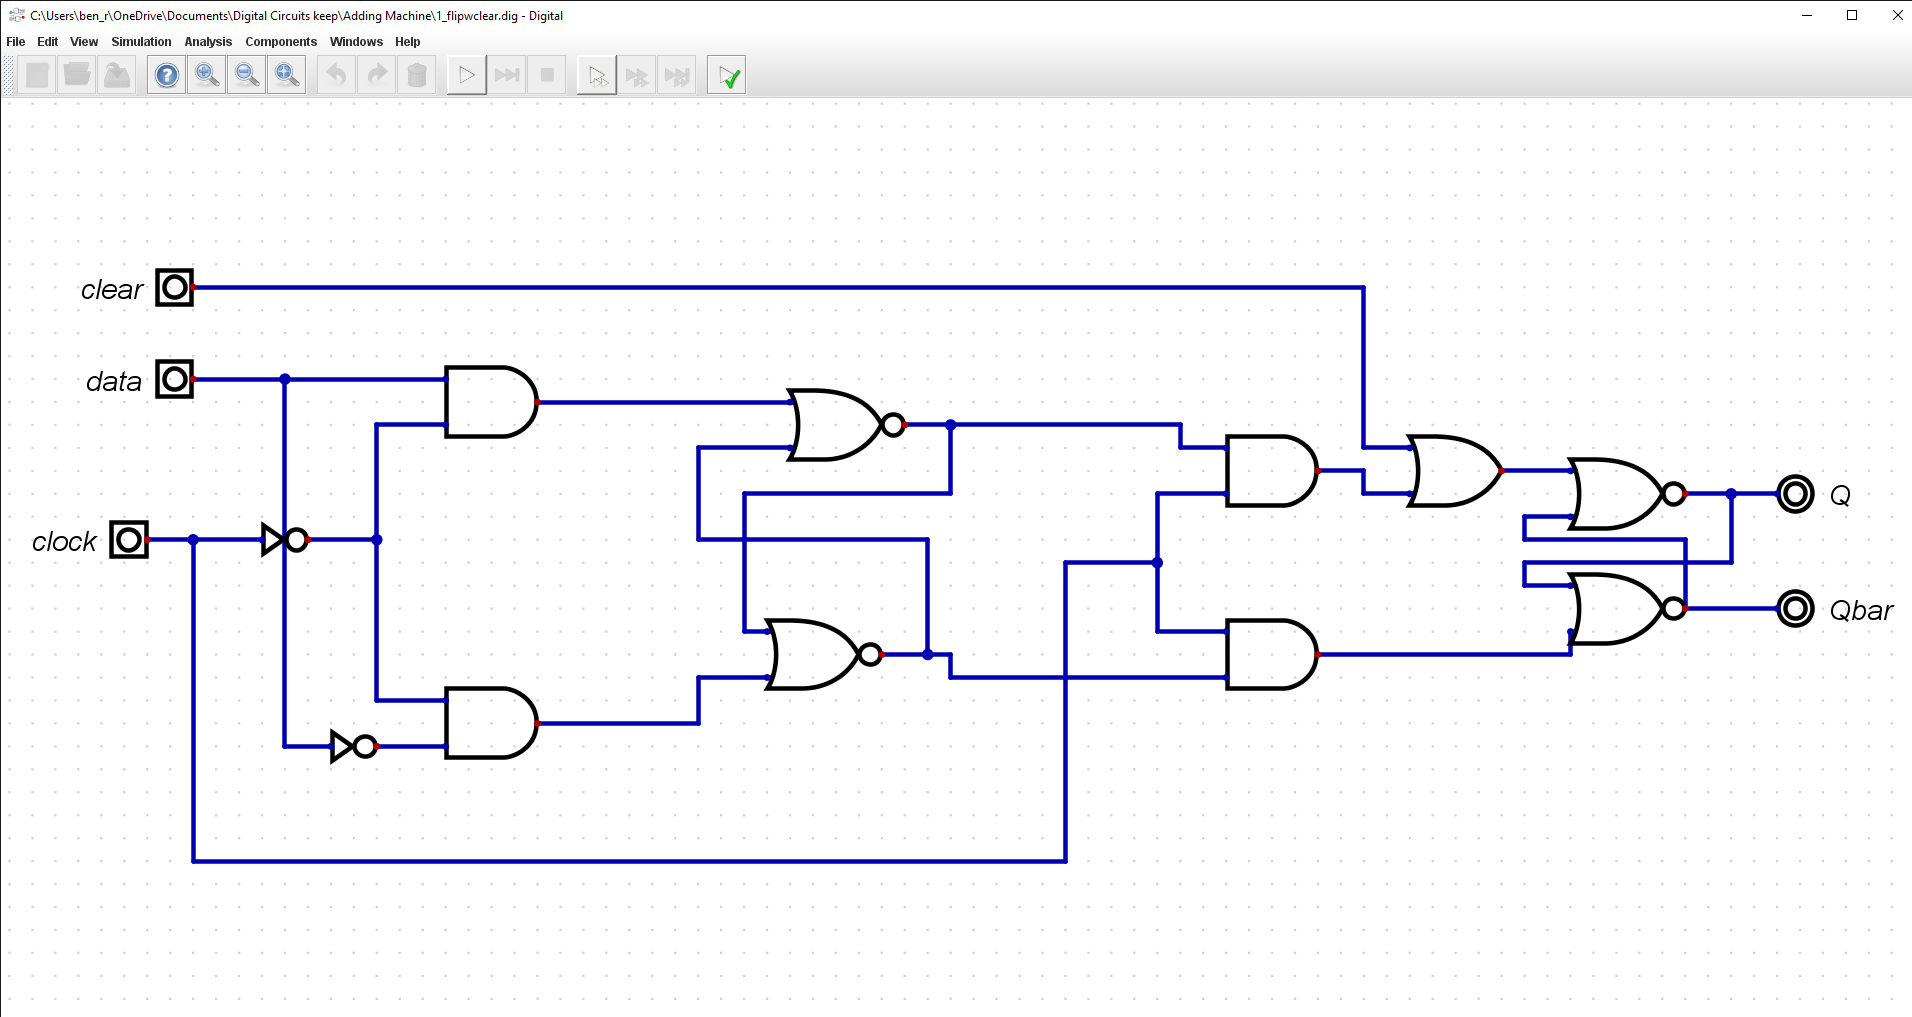 C:\Users\ben_r\OneDrive\Documents\Digital Circuits keep\Adding Machine\1_flipwclear.dig - Digital
File Edit View Simulation Analysis Components Windows Help
?
clear
data
clock
Q
Qbar